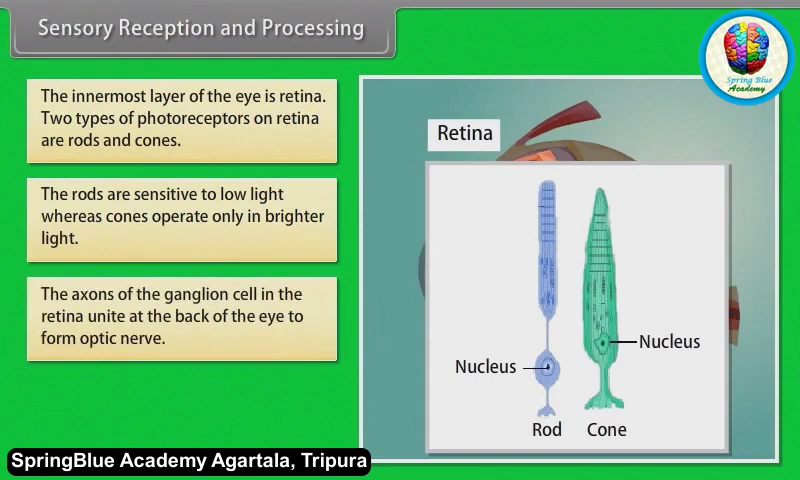 Sensory Reception and Processing
Spring Blue
Academy
The innermost layer of the eye is retina.
Two types of photoreceptors on retina
are rods and cones.
The rods are sensitive to low light
whereas cones operate only in brighter
light.
The axons of the ganglion cell in the
retina unite at the back of the eye to
form optic nerve.
Retina
Nucleus
Nucleus
Rod
Cone
SpringBlue Academy Agartala, Tripura